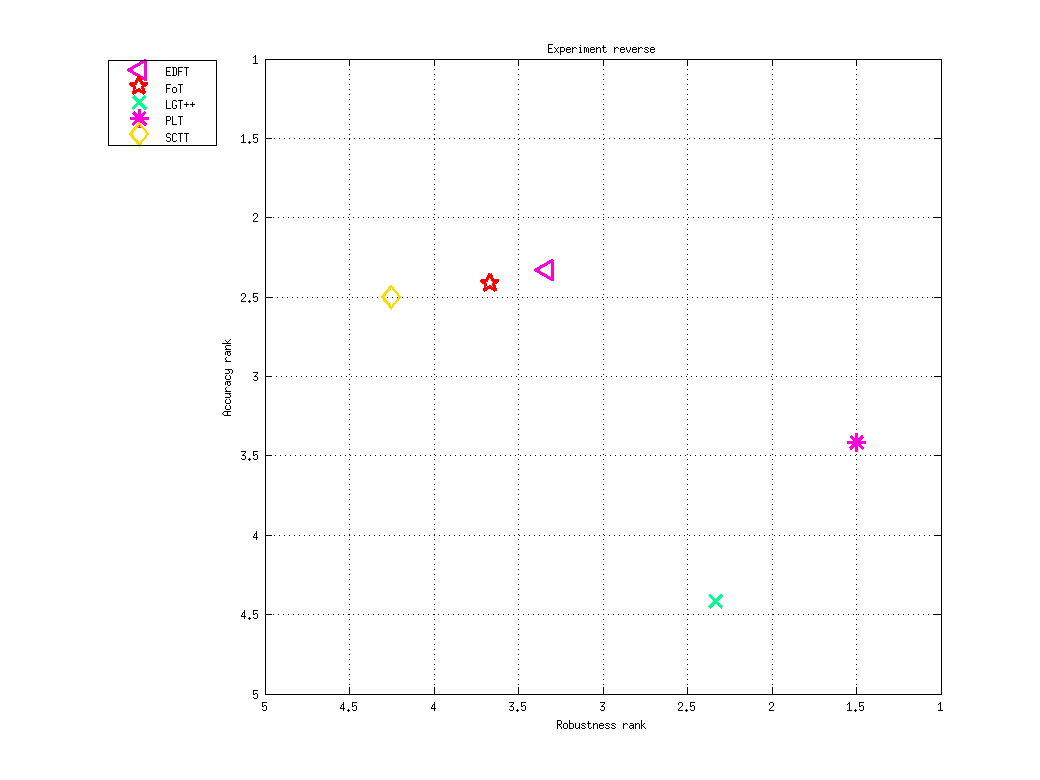 Experiment reverse
EDFT
FoT
LGT++
PLT
SCTT
1
1.5
2
2.5
3
3.5
4
4.5
5
Accuracy rank
5 4.5 4 3.5 3 2.5 2 1.5 1
Robustness rank